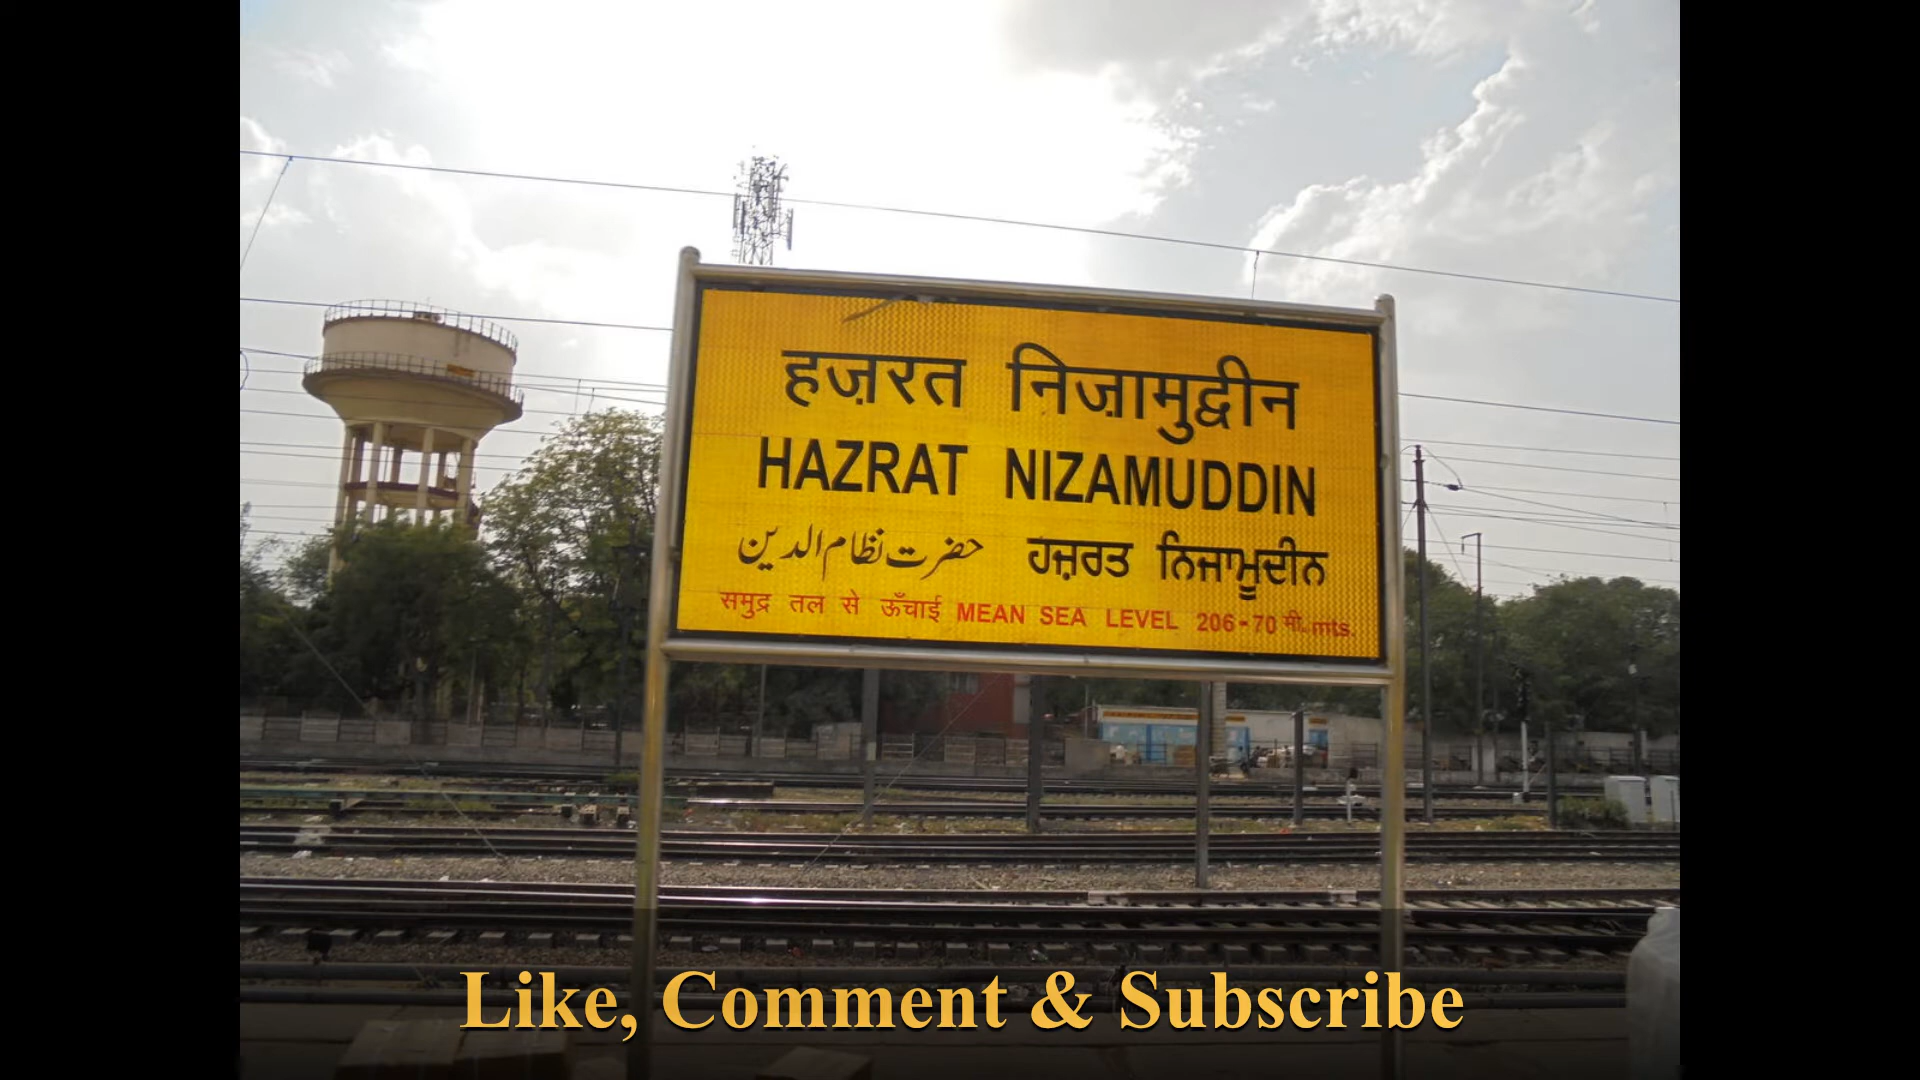 हज़रत निज़ामुद्दीन
HAZRAT NIZAMUDDIN
حضرت نظام الدین ਹਜ਼ਰਤ ਨਿਜਾਮੂਦੀਨ
समुद्र तल से ऊँचाई MEAN SEA LEVEL 206-70 मी. mts.
Like, Comment & Subscribe